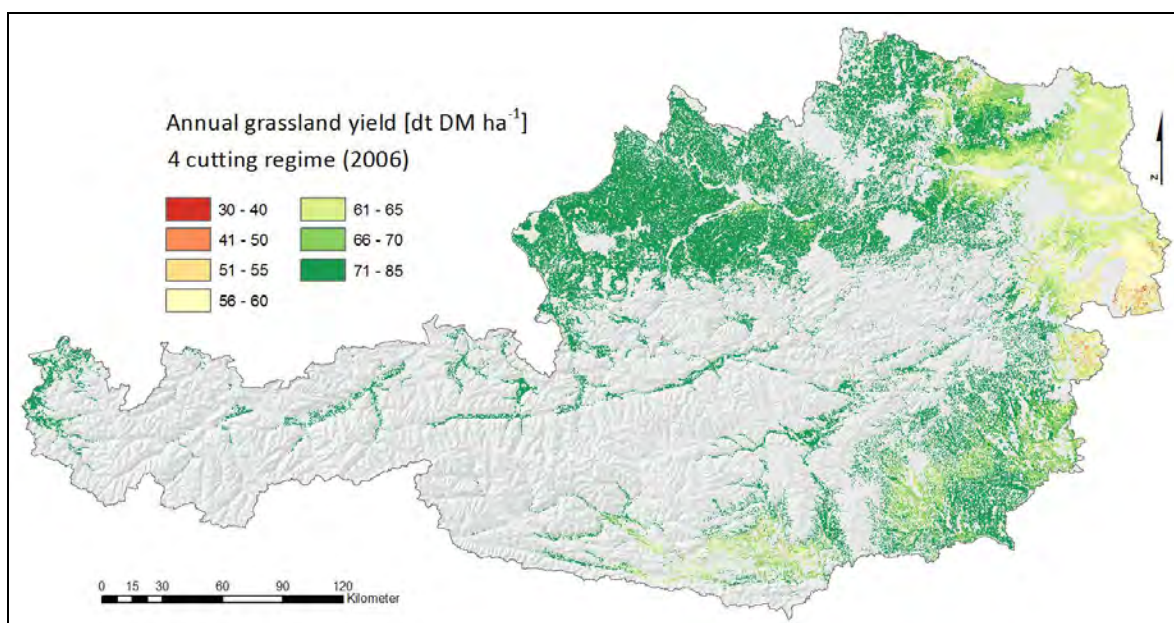 Annual grassland yield [dt DM ha⁻¹]
4 cutting regime (2006)
30 - 40
61 - 65
41 - 50
66 - 70
51 - 55
71 - 85
56 - 60
N
0 15 30 60 90 120
Kilometer